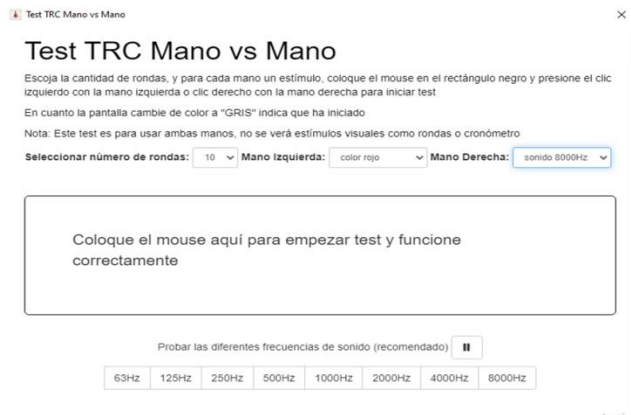 Test TRC Mano vs Mano
Test TRC Mano vs Mano
Escoja la cantidad de rondas, y para cada mano un estímulo, coloque el mouse en el rectángulo negro y presione el clic
izquierdo con la mano izquierda o clic derecho con la mano derecha para iniciar test
En cuanto la pantalla cambie de color a "GRIS" indica que ha iniciado
Nota: Este test es para usar ambas manos, no se verá estímulos visuales como rondas o cronómetro
Seleccionar número de rondas: 10 Mano Izquierda: color rojo Mano Derecha: sonido 8000Hz
Coloque el mouse aquí para empezar test y funcione
correctamente
Probar las diferentes frecuencias de sonido (recomendado)
63Hz 125Hz 250Hz 500Hz 1000Hz 2000Hz 4000Hz 8000Hz